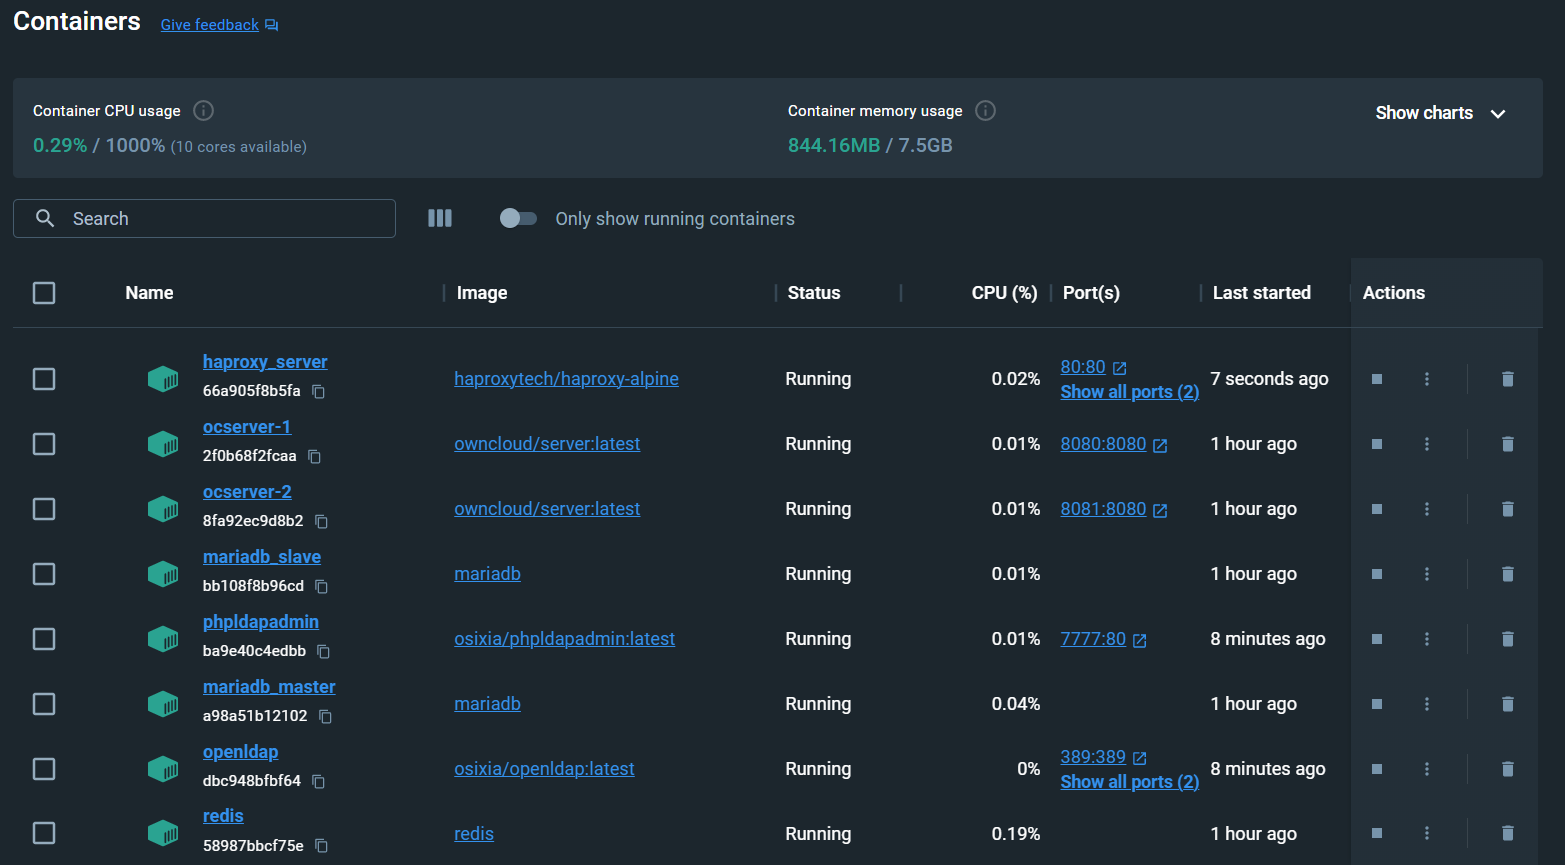 Containers Give feedback
Container CPU usage
0.29% / 1000% (10 cores available)
Container memory usage
844.16MB / 7.5GB
Show charts
Search
Only show running containers
Name Image Status CPU (%) Port(s) Last started Actions
haproxy_server
66a905f8b5fa
haproxytech/haproxy-alpine Running 0.02%
80:80
Show all ports (2)
7 seconds ago
ocserver-1
2f0b68f2fcaa
owncloud/server:latest Running 0.01% 8080:8080 1 hour ago
ocserver-2
8fa92ec9d8b2
owncloud/server:latest Running 0.01% 8081:8080 1 hour ago
mariadb_slave
bb108f8b96cd
mariadb Running 0.01% 1 hour ago
phpldapadmin
ba9e40c4edbb
osixia/phpldapadmin:latest Running 0.01% 7777:80 8 minutes ago
mariadb_master
a98a51b12102
mariadb Running 0.04% 1 hour ago
openldap
dbc948bfbf64
osixia/openldap:latest Running 0%
389:389
Show all ports (2)
8 minutes ago
redis
58987bbcf75e
redis Running 0.19% 1 hour ago